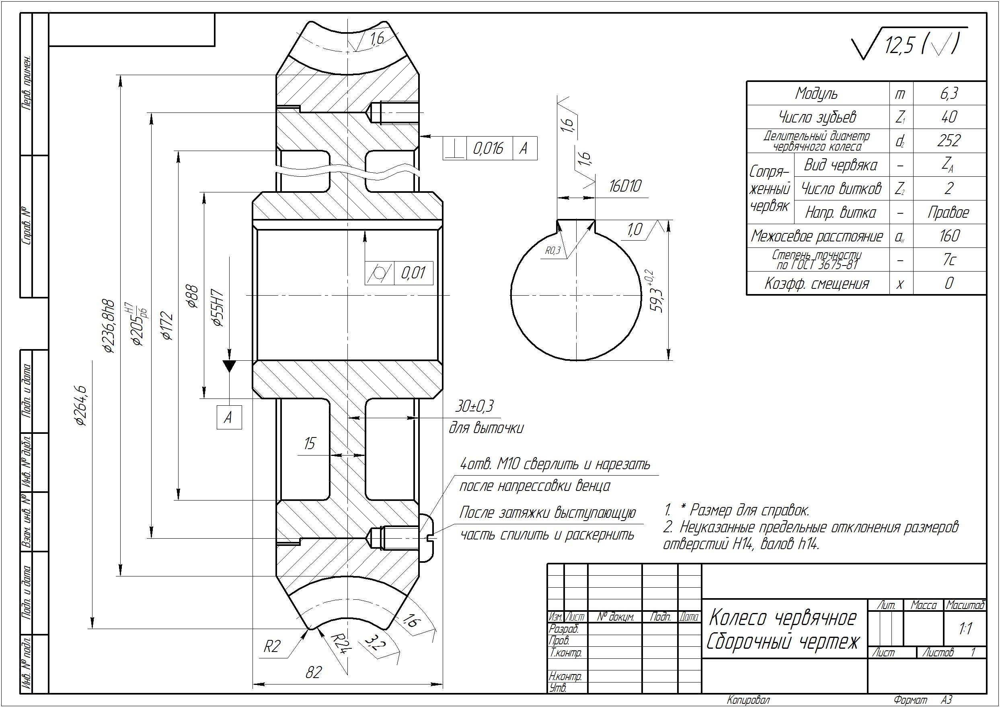 Перв. примен.
Справ. №
Подп. и дата
Инв. № дубл.
Взам. инв. №
Подп. и дата
Инв. № подл.
1,6
12,5 (√)
Модуль m 6,3
Число зубьев Z1 40
Делительный диаметр
червячного колеса d2 252
Сопря-
женный
червяк
Вид червяка - ZA
Число витков Z2 2
Напр. витка - Правое
Межосевое расстояние aw 160
Степень точности
по ГОСТ 3675-81 - 7с
Коэфф. смещения x 0
⊥ 0,016 А
1,6
1,6
16D10
1,0
R0,3
59,3 +0,2
⌭ 0,01
ϕ88
ϕ55H7
ϕ172
ϕ205 H7/p6
ϕ236,8h8
ϕ264,6
А
30±0,3
для выточки
15
4отв. М10 сверлить и нарезать
после напрессовки венца
После затяжки выступающую
часть спилить и раскернить
1,6
3,2
R24
R2
82
1. * Размер для справок.
2. Неуказанные предельные отклонения размеров
отверстий H14, валов h14.
Изм. Лист № докум. Подп. Дата
Разраб.
Пров.
Т.контр.
Н.контр.
Утв.
Колесо червячное
Сборочный чертеж
Лит. Масса Масштаб
1:1
Лист Листов 1
Копировал Формат А3